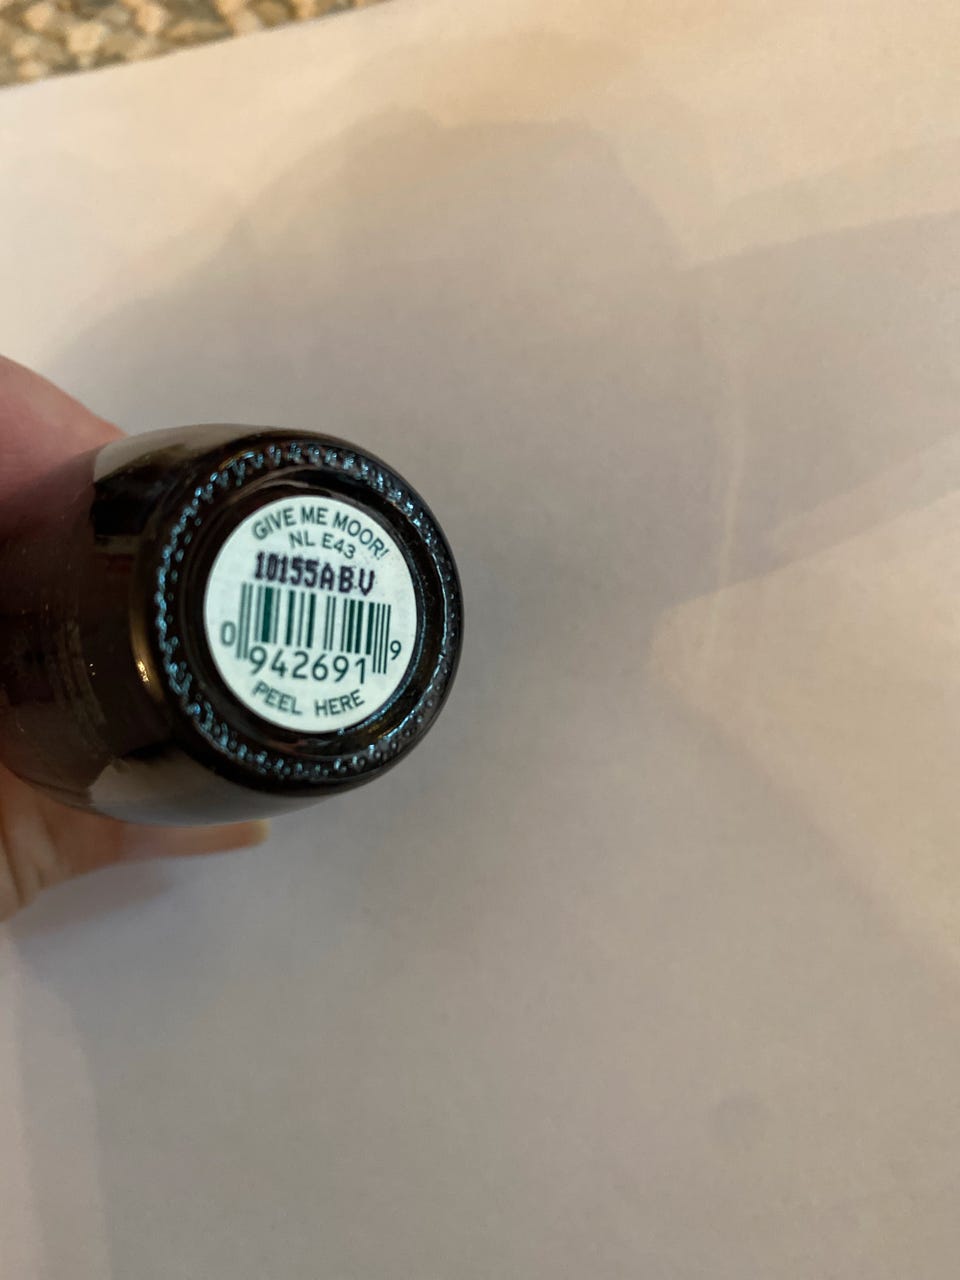 GIVE ME MOOR!
NL E43
10155ABV
0 942691 9
PEEL HERE